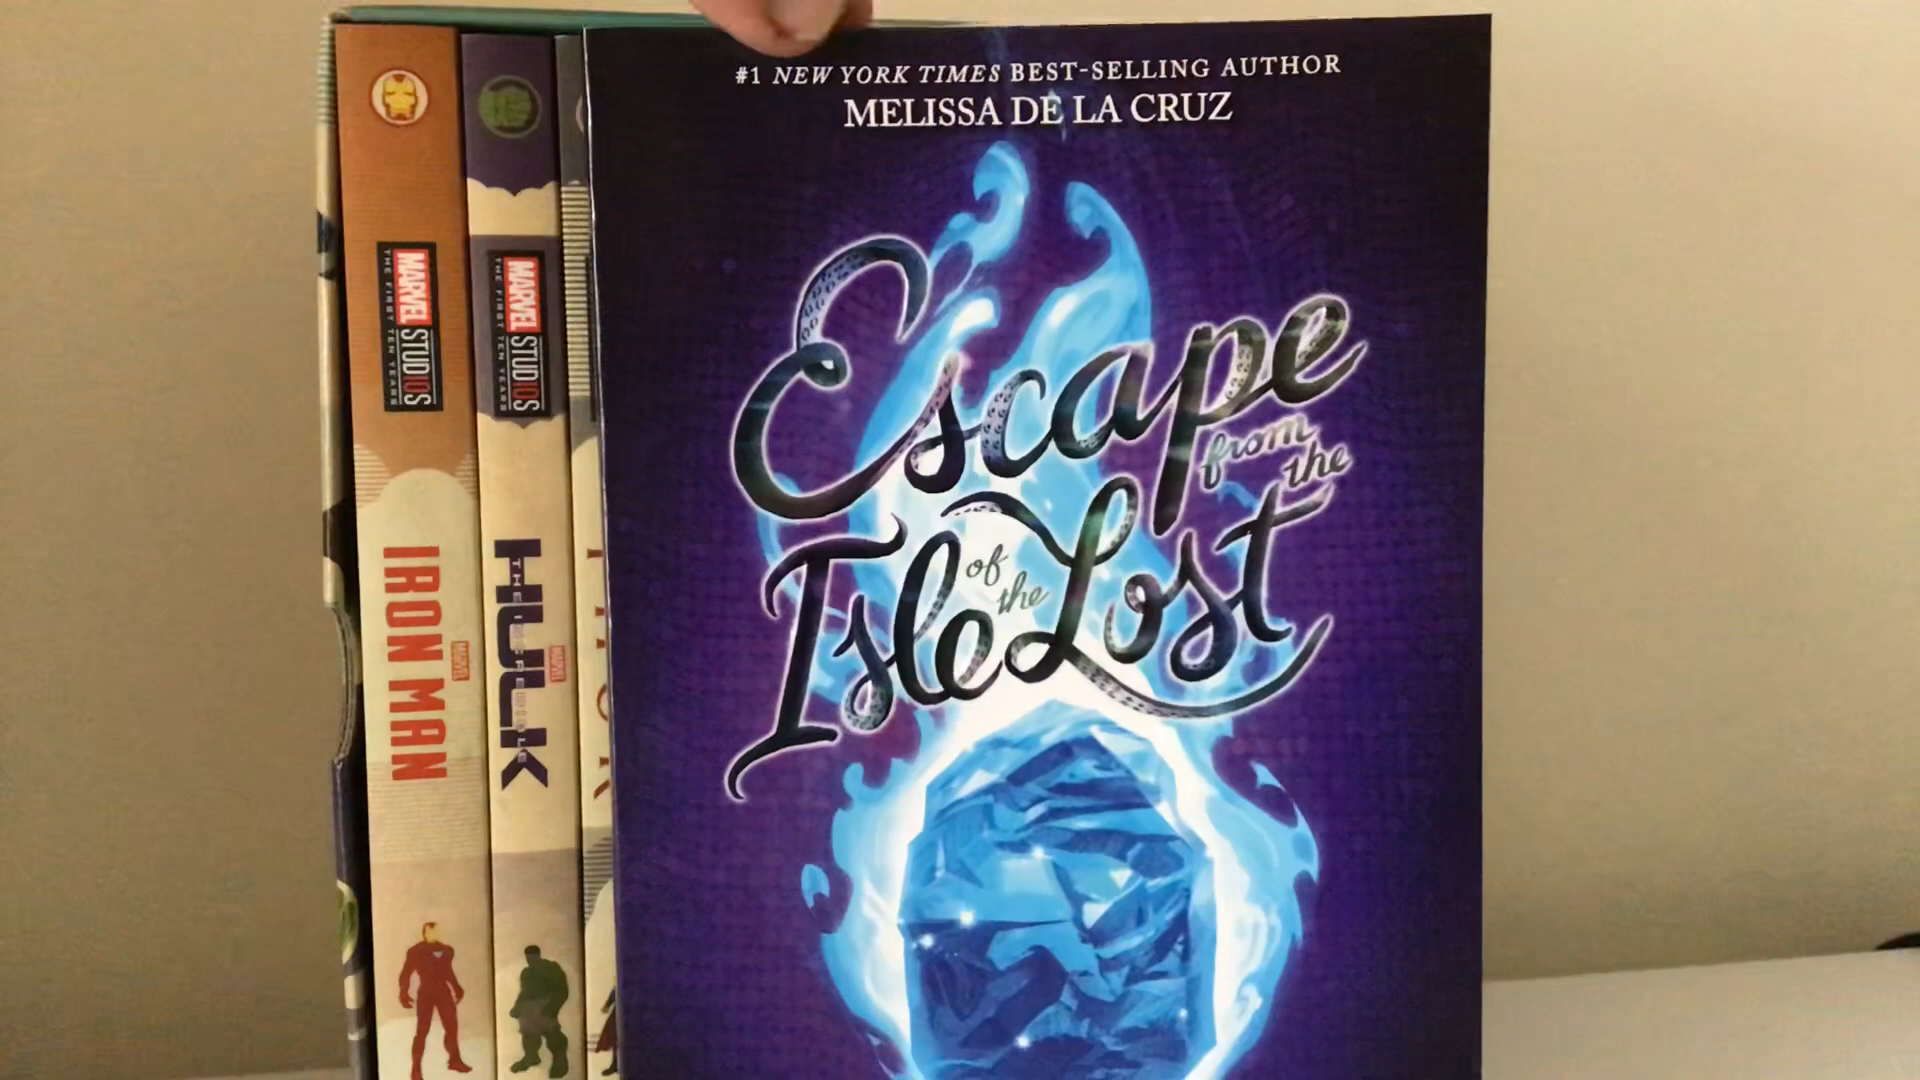 #1 NEW YORK TIMES BEST-SELLING AUTHOR
MELISSA DE LA CRUZ
Escape
from
the
Isle
of
the
Lost
MARVEL STUDIOS
THE FIRST TEN YEARS
IRON MAN
MARVEL
MARVEL STUDIOS
THE FIRST TEN YEARS
THE
HULK
MARVEL